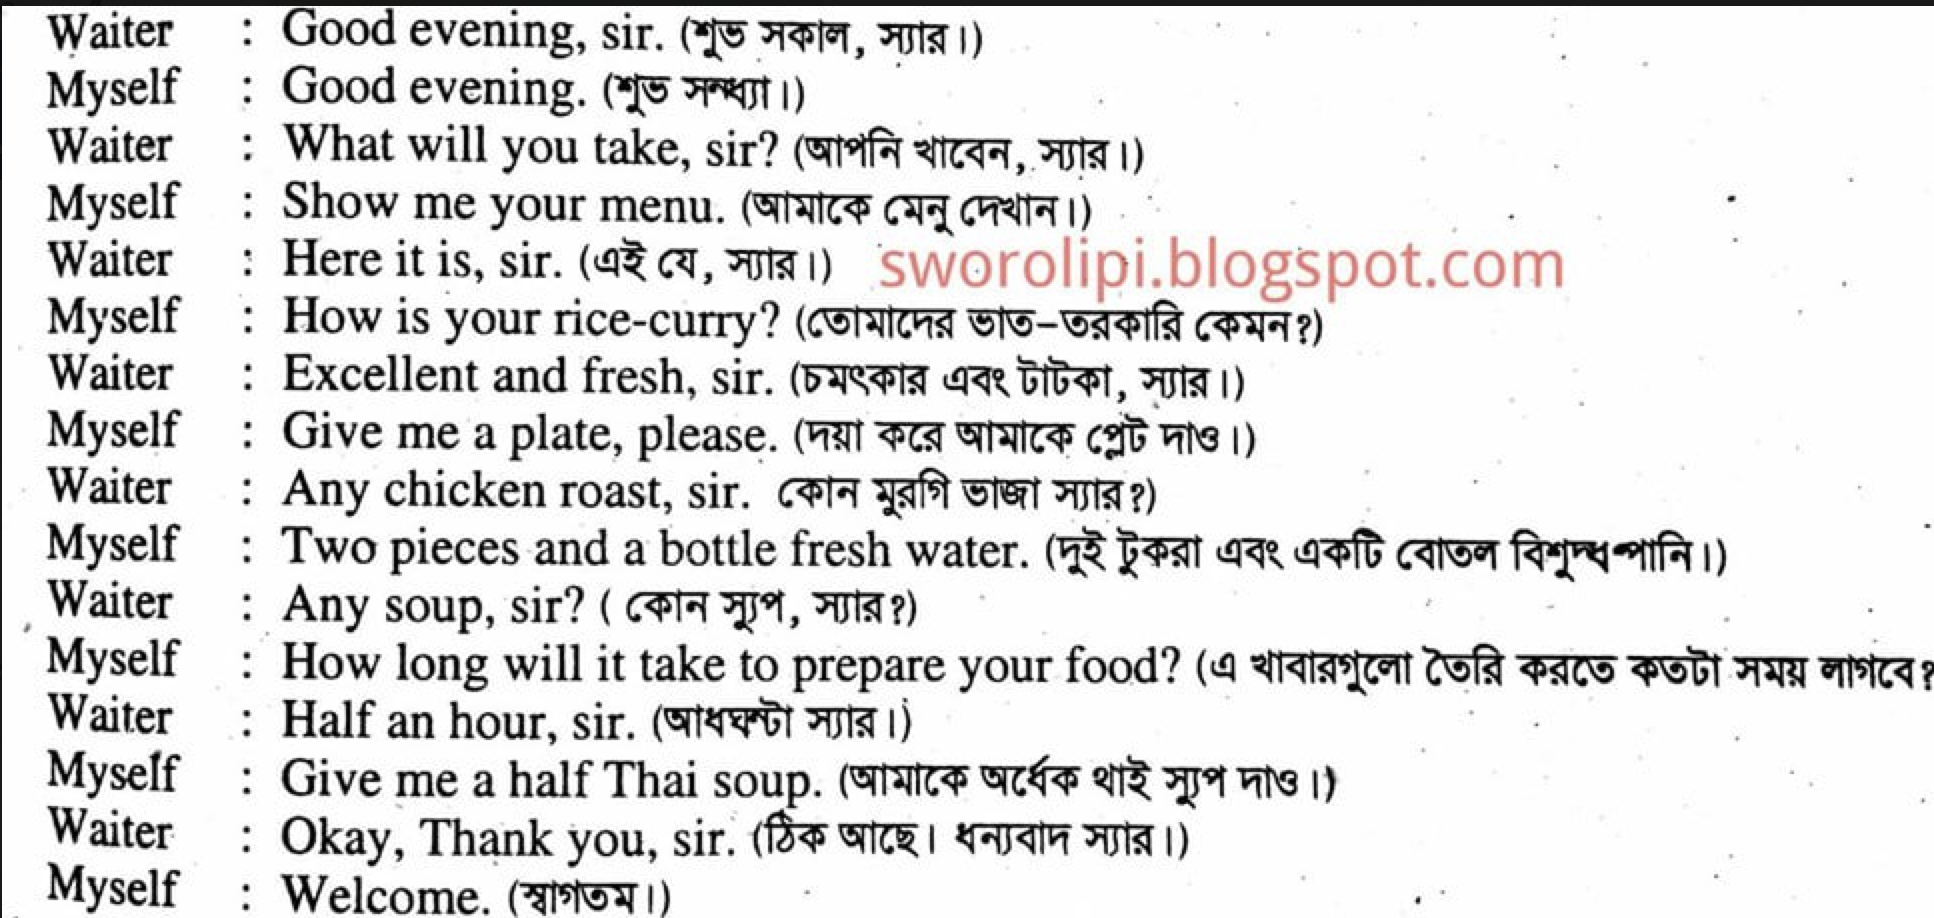 Waiter : Good evening, sir. (শুভ সকাল, স্যার।)
Myself : Good evening. (শুভ সন্ধ্যা।)
Waiter : What will you take, sir? (আপনি খাবেন, স্যার।)
Myself : Show me your menu. (আমাকে মেনু দেখান।)
Waiter : Here it is, sir. (এই যে, স্যার।) sworolipi.blogspot.com
Myself : How is your rice-curry? (তোমাদের ভাত-তরকারি কেমন?)
Waiter : Excellent and fresh, sir. (চমৎকার এবং টাটকা, স্যার।)
Myself : Give me a plate, please. (দয়া করে আমাকে প্লেট দাও।)
Waiter : Any chicken roast, sir. কোন মুরগি ভাজা স্যার?)
Myself : Two pieces and a bottle fresh water. (দুই টুকরা এবং একটি বোতল বিশুদ্ধ পানি।)
Waiter : Any soup, sir? ( কোন স্যুপ, স্যার?)
Myself : How long will it take to prepare your food? (এ খাবারগুলো তৈরি করতে কতটা সময় লাগবে?
Waiter : Half an hour, sir. (আধঘন্টা স্যার।)
Myself : Give me a half Thai soup. (আমাকে অর্ধেক থাই স্যুপ দাও।)
Waiter : Okay, Thank you, sir. (ঠিক আছে। ধন্যবাদ স্যার।)
Myself : Welcome. (স্বাগতম।)